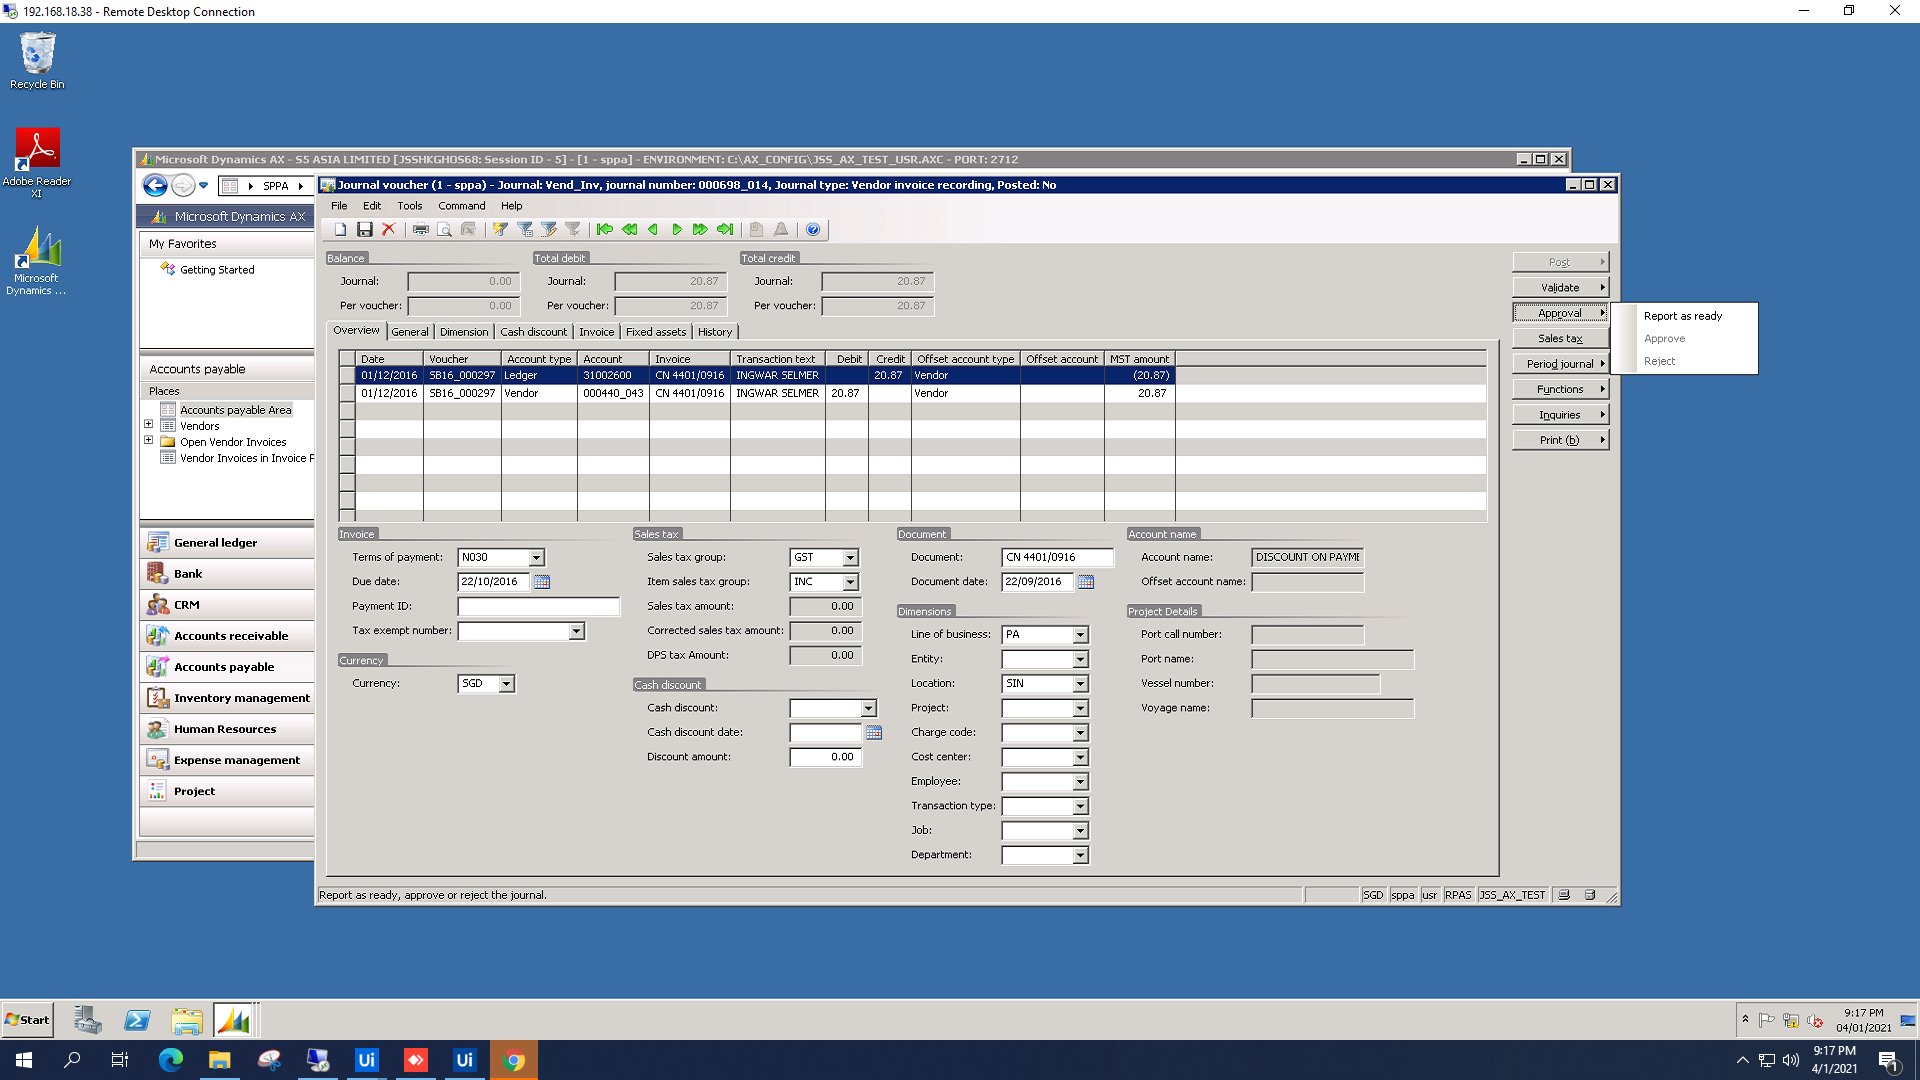 192.168.18.38 - Remote Desktop Connection
Recycle Bin
Adobe Reader
XI
Microsoft
Dynamics ...
Microsoft Dynamics AX - S5 ASIA LIMITED [JSSHKGHOS68: Session ID - 5] - [1 - sppa] - ENVIRONMENT: C:\AX_CONFIG\JSS_AX_TEST_USR.AXC - PORT: 2712
SPPA
Microsoft Dynamics AX
My Favorites
Getting Started
Accounts payable
Places
Accounts payable Area
Vendors
Open Vendor Invoices
Vendor Invoices in Invoice
General ledger
Bank
CRM
Accounts receivable
Accounts payable
Inventory management
Human Resources
Expense management
Project
Journal voucher (1 - sppa) - Journal: Vend_Inv, journal number: 000698_014, Journal type: Vendor invoice recording, Posted: No
File Edit Tools Command Help
Balance Total debit Total credit
Journal: 0.00 Journal: 20.87 Journal: 20.87
Per voucher: 0.00 Per voucher: 20.87 Per voucher: 20.87
Overview General Dimension Cash discount Invoice Fixed assets History
Date Voucher Account type Account Invoice Transaction text Debit Credit Offset account type Offset account MST amount
01/12/2016 SB16_000297 Ledger 31002600 CN 4401/0916 INGWAR SELMER 20.87 Vendor (20.87)
01/12/2016 SB16_000297 Vendor 000440_043 CN 4401/0916 INGWAR SELMER 20.87 Vendor 20.87
Invoice
Terms of payment: N030
Due date: 22/10/2016
Payment ID:
Tax exempt number:
Currency
Currency: SGD
Sales tax
Sales tax group: GST
Item sales tax group: INC
Sales tax amount: 0.00
Corrected sales tax amount: 0.00
DPS tax Amount: 0.00
Cash discount
Cash discount:
Cash discount date:
Discount amount: 0.00
Document
Document: CN 4401/0916
Document date: 22/09/2016
Dimensions
Line of business: PA
Entity:
Location: SIN
Project:
Charge code:
Cost center:
Employee:
Transaction type:
Job:
Department:
Account name
Account name: DISCOUNT ON PAYME
Offset account name:
Project Details
Port call number:
Port name:
Vessel number:
Voyage name:
Post
Validate
Approval
Sales tax
Period journal
Functions
Inquiries
Print (b)
Report as ready
Approve
Reject
Report as ready, approve or reject the journal.
SGD sppa usr RPAS JSS_AX_TEST
Start
9:17 PM
04/01/2021
Ui
Ui
9:17 PM
4/1/2021
1